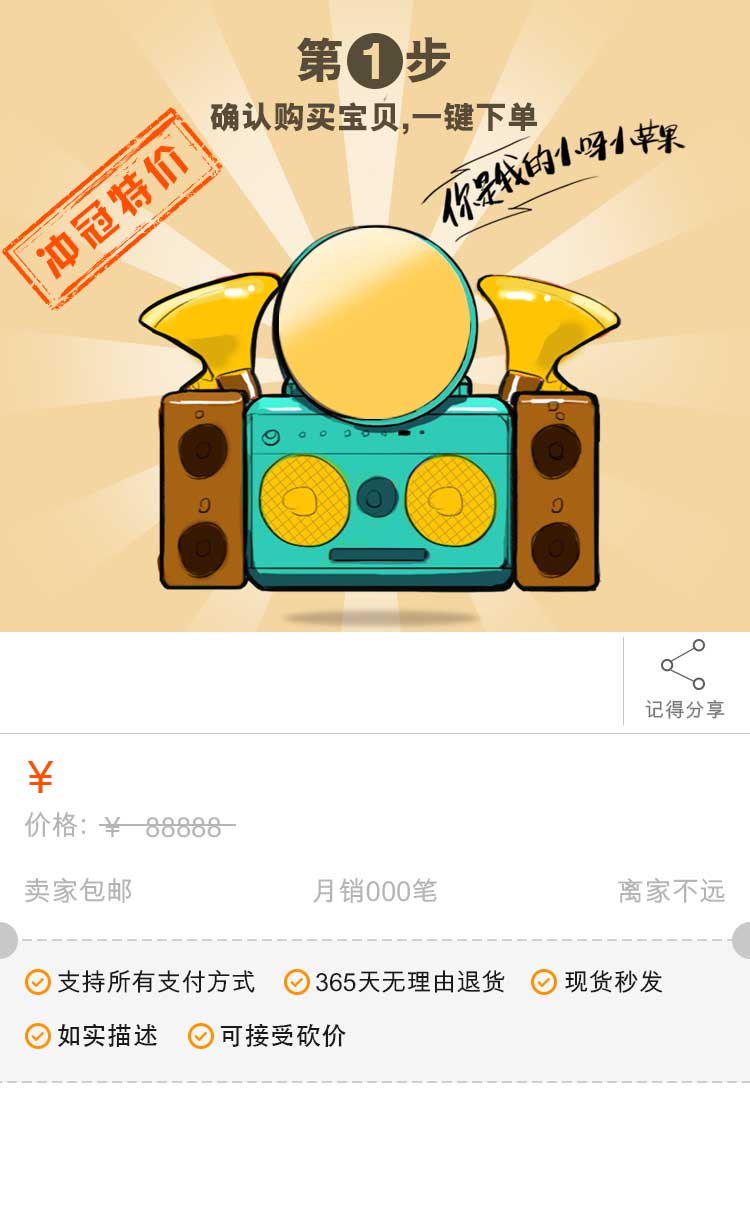 第1步
确认购买宝贝,一键下单
冲冠特价
你是我的小呀小苹果
记得分享
¥
价格: ¥ 88888
卖家包邮 月销000笔 离家不远
支持所有支付方式 365天无理由退货 现货秒发
如实描述 可接受砍价